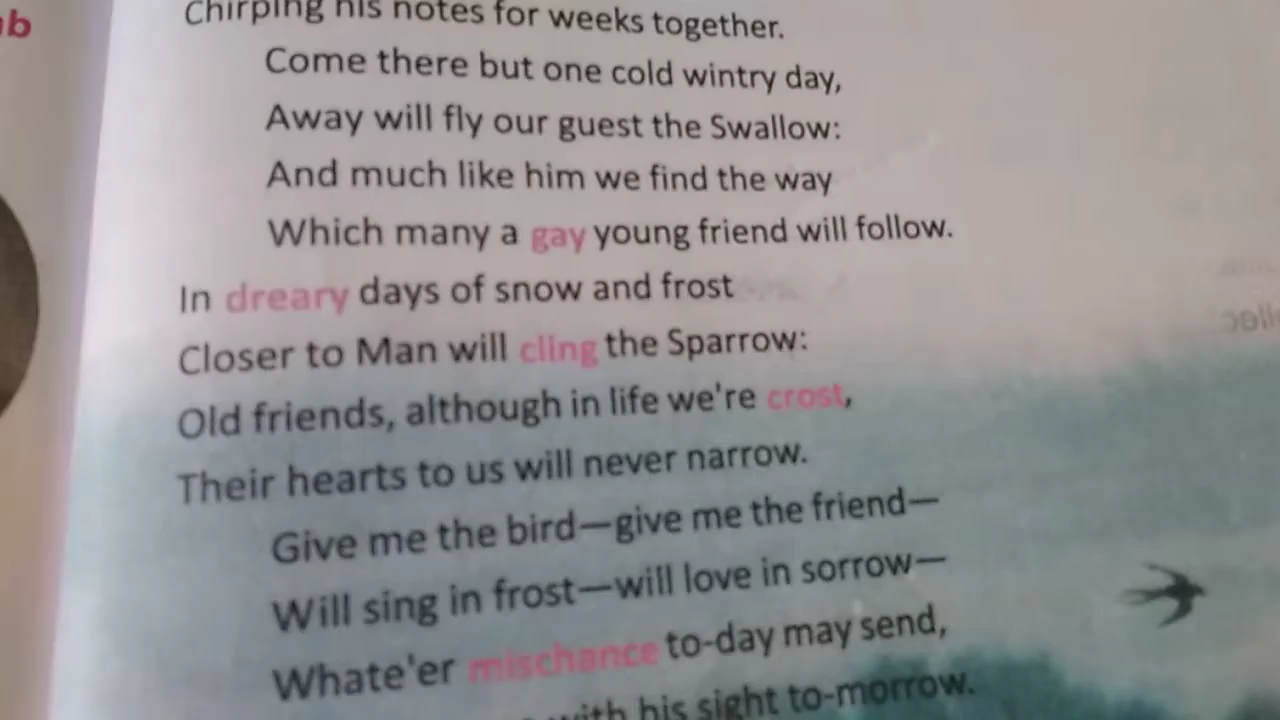 Chirping his notes for weeks together.
Come there but one cold wintry day,
Away will fly our guest the Swallow:
And much like him we find the way
Which many a gay young friend will follow.
In dreary days of snow and frost
Closer to Man will cling the Sparrow:
Old friends, although in life we're crost,
Their hearts to us will never narrow.
Give me the bird—give me the friend—
Will sing in frost—will love in sorrow—
Whate'er mischance to-day may send,
with his sight to-morrow.